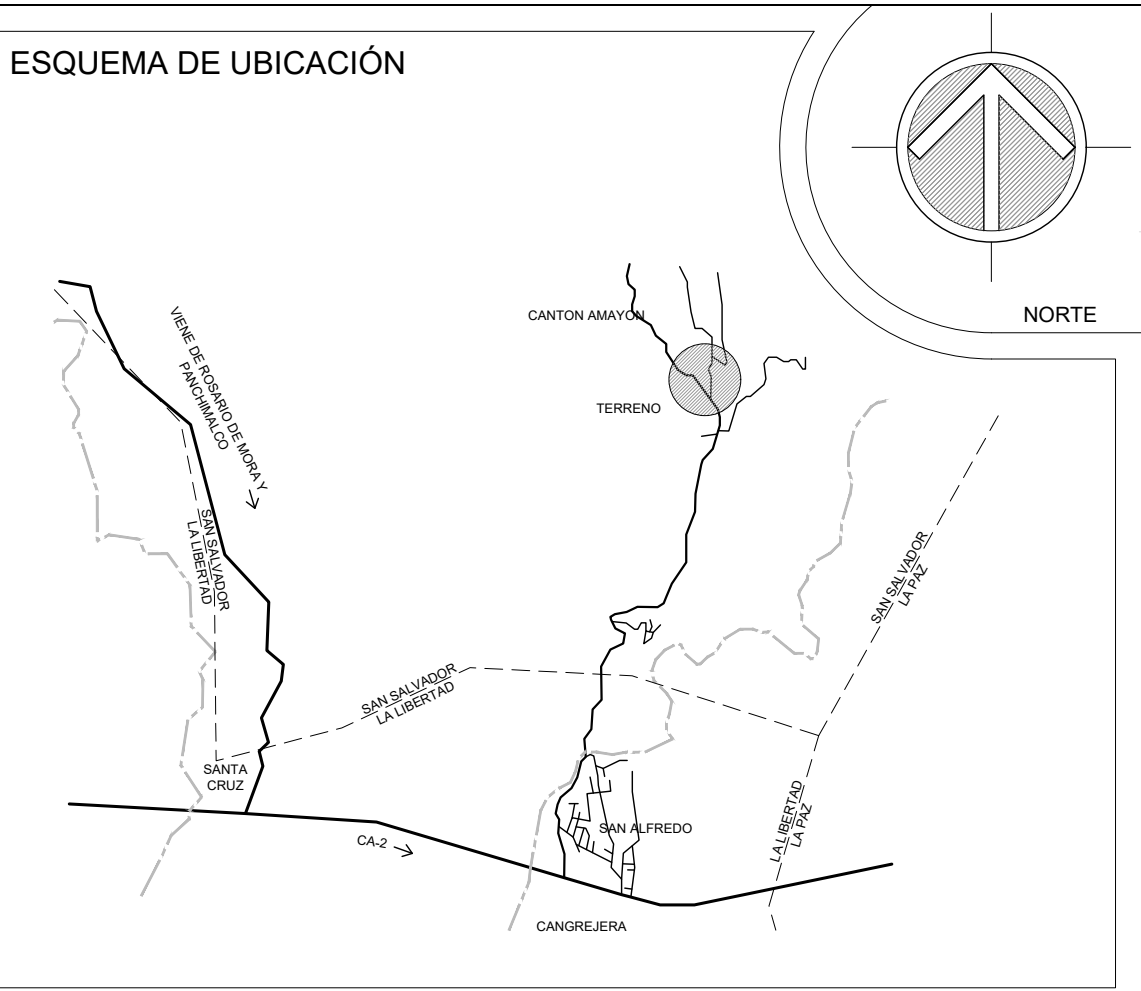 ESQUEMA DE UBICACIÓN
NORTE
CANTON AMAYON
TERRENO
VIENE DE ROSARIO DE MORA Y
PANCHIMALCO
SAN SALVADOR
LA LIBERTAD
SAN SALVADOR
LA PAZ
SAN SALVADOR
LA LIBERTAD
SANTA
CRUZ
LA LIBERTAD
LA PAZ
SAN ALFREDO
CA-2
CANGREJERA